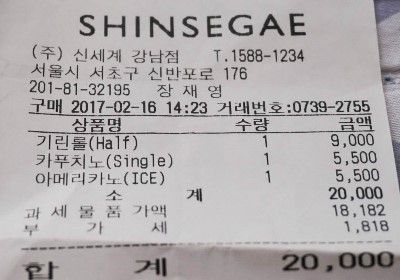 SHINSEGAE
(주) 신세계 강남점 T.1588-1234
서울시 서초구 신반포로 176
201-81-32195 장 재 영
구매 2017-02-16 14:23 거래번호:0739-2755
상품명 수량 금액
기린롤(Half) 1 9,000
카푸치노(Single) 1 5,500
아메리카노(ICE) 1 5,500
소 계 20,000
과 세 물 품 가액 18,182
부 가 세 1,818
합 계 20,000